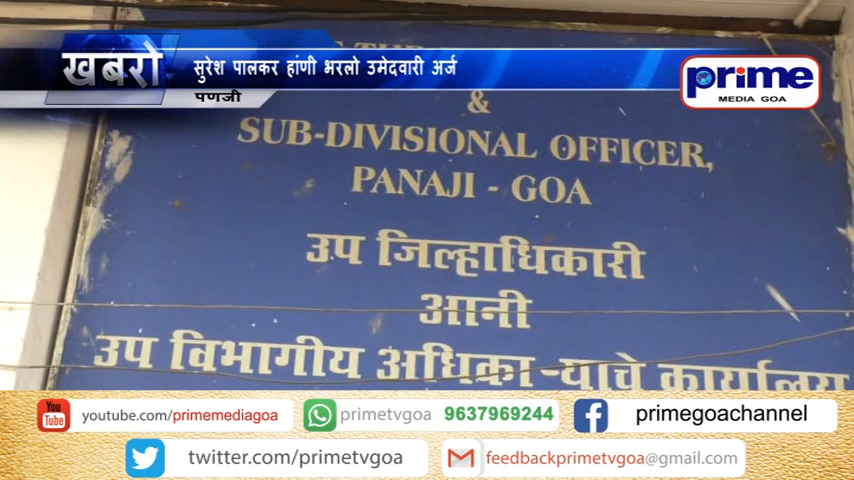 खबरो
सुरेश पालकर हांणी भरलो उमेदवारी अर्ज
पणजी
prime
MEDIA GOA
&
SUB-DIVISIONAL OFFICER,
PANAJI - GOA
उप जिल्हाधिकारी
आनी
उप विभागीय अधिकाऱ्याचे कार्यालय
youtube.com/primemediagoa
primetvgoa 9637969244
primegoachannel
twitter.com/primetvgoa
feedbackprimetvgoa@gmail.com